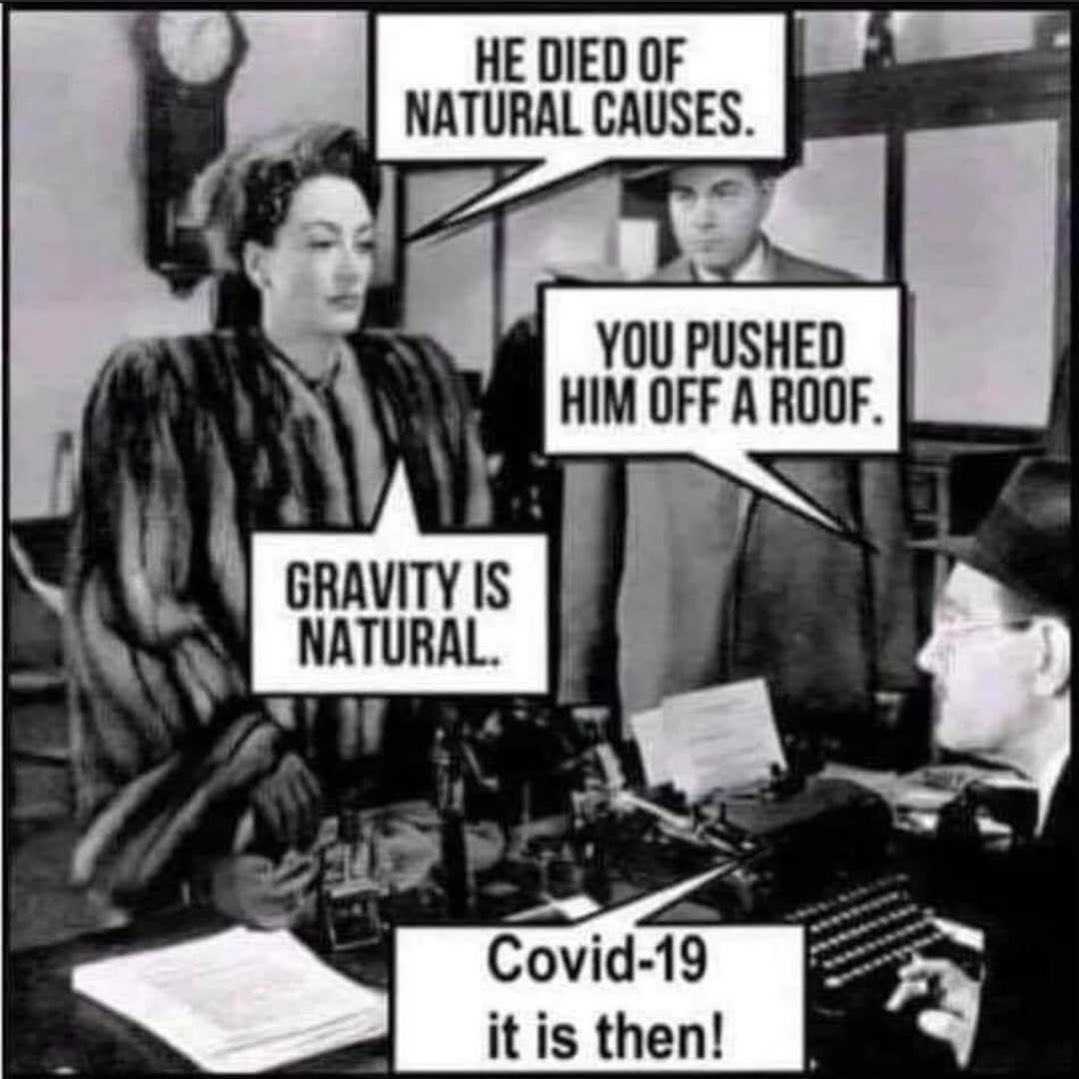 HE DIED OF
NATURAL CAUSES.
YOU PUSHED
HIM OFF A ROOF.
GRAVITY IS
NATURAL.
Covid-19
it is then!